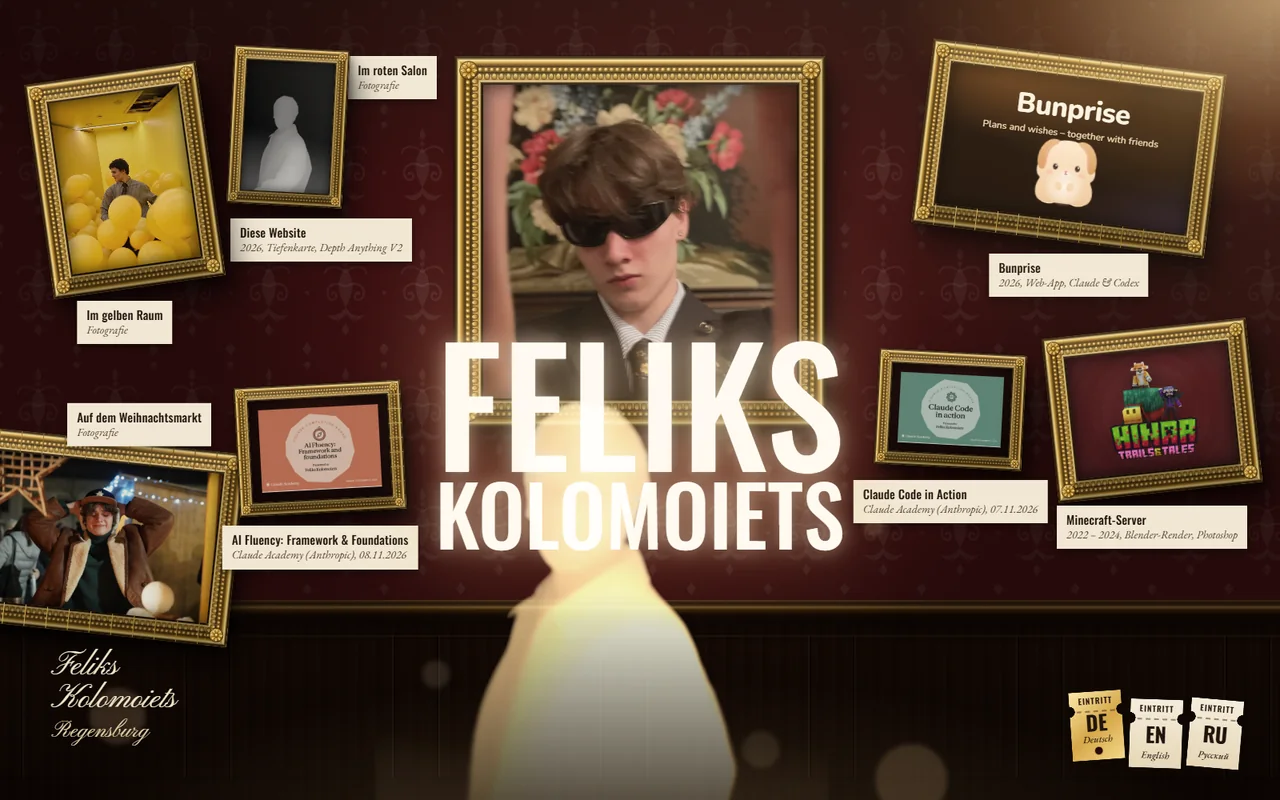 Im roten Salon
Fotografie
Diese Website
2026, Tiefenkarte, Depth Anything V2
Im gelben Raum
Fotografie
Bunprise
Plans and wishes – together with friends
Bunprise
2026, Web-App, Claude & Codex
FELIKS
KOLOMOIETS
Auf dem Weihnachtsmarkt
Fotografie
AI Fluency:
Framework and
foundations
AI Fluency: Framework & Foundations
Claude Academy (Anthropic), 08.11.2026
Claude Code
in action
Claude Code in Action
Claude Academy (Anthropic), 07.11.2026
HIHAR
TRAILS&TALES
Minecraft-Server
2022 – 2024, Blender-Render, Photoshop
Feliks
Kolomoiets
Regensburg
EINTRITT
DE
Deutsch
EINTRITT
EN
English
EINTRITT
RU
Русский